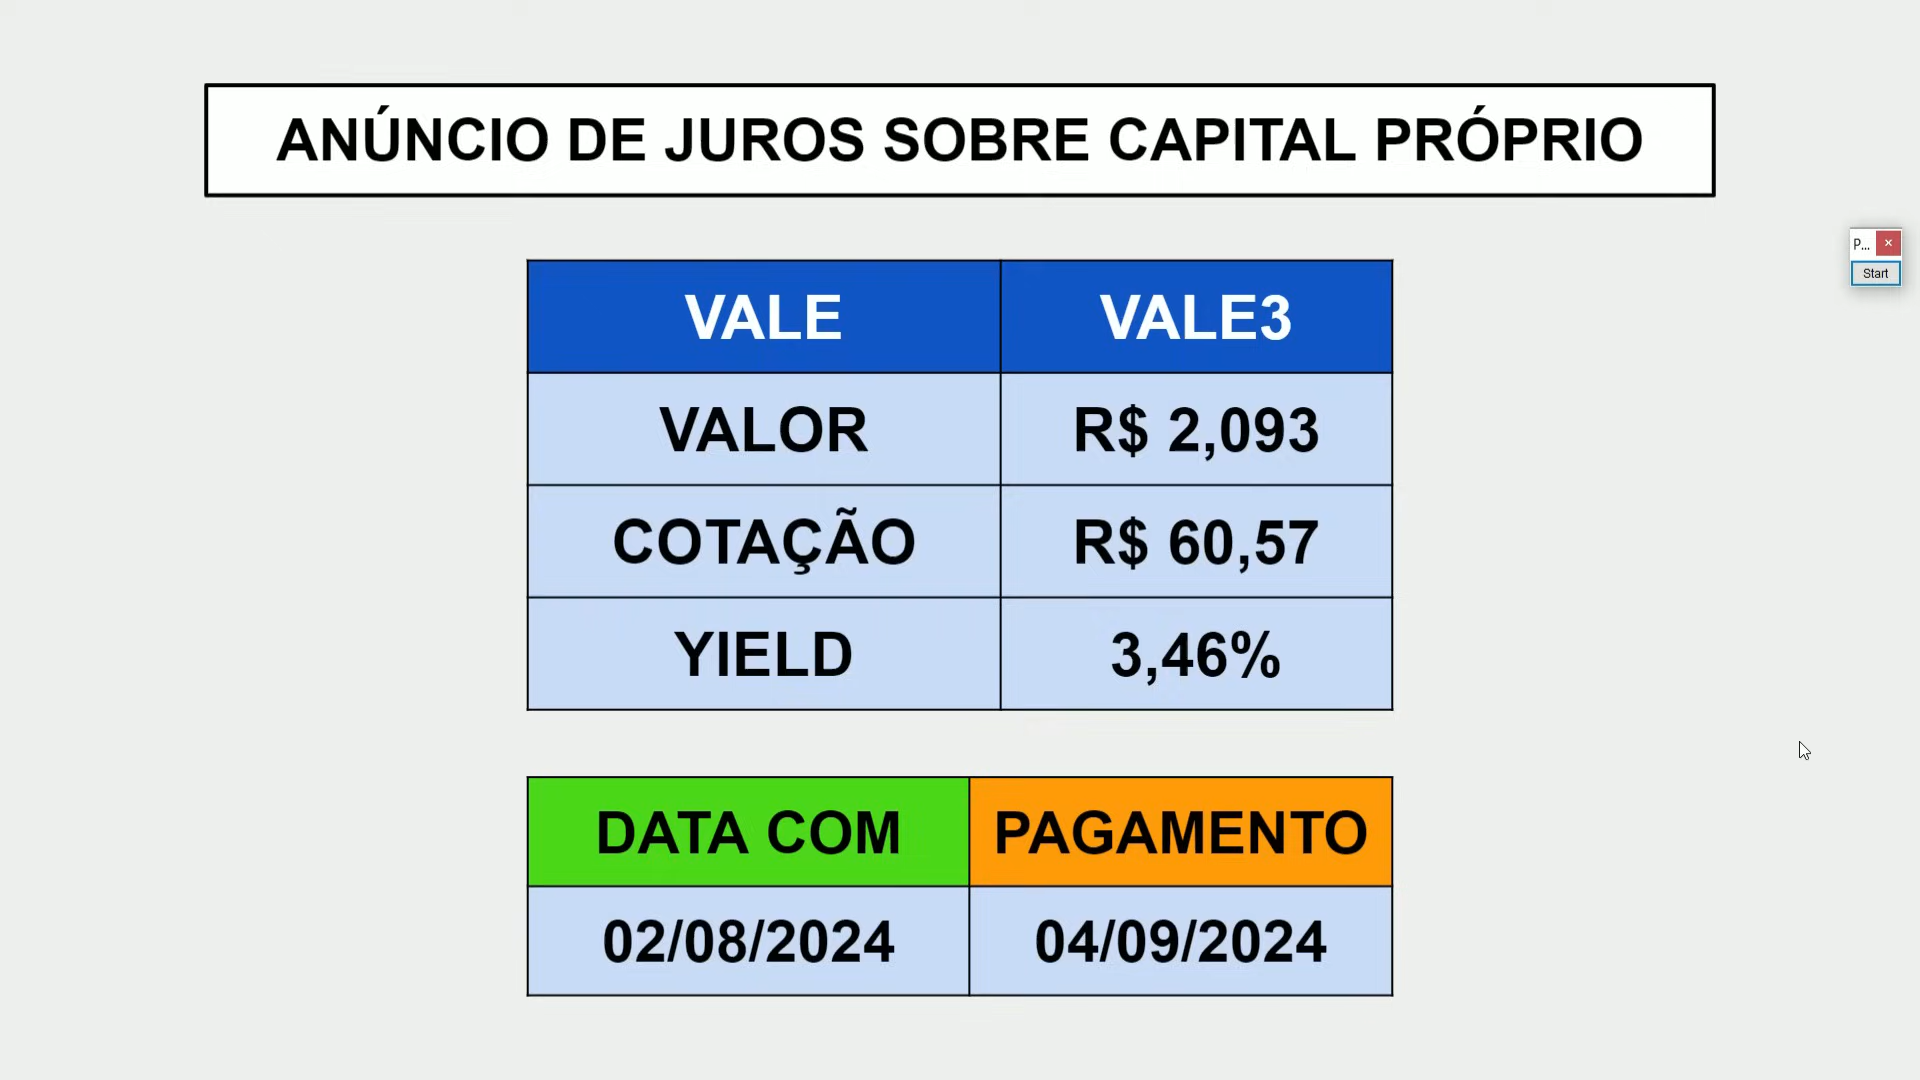 ANÚNCIO DE JUROS SOBRE CAPITAL PRÓPRIO
P...
Start
VALE VALE3
VALOR R$ 2,093
COTAÇÃO R$ 60,57
YIELD 3,46%
DATA COM PAGAMENTO
02/08/2024 04/09/2024